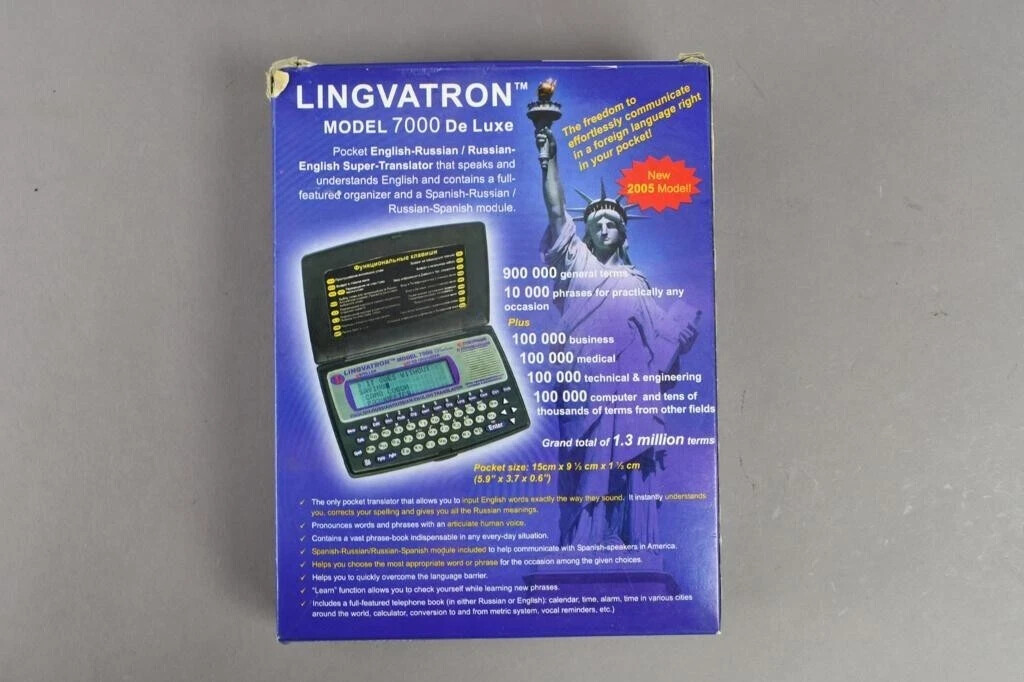 LINGVATRON™
MODEL 7000 De Luxe
Pocket English-Russian / Russian-
English Super-Translator that speaks and
understands English and contains a full-
featured organizer and a Spanish-Russian /
Russian-Spanish module.
The freedom to
effortlessly communicate
in a foreign language right
in your pocket!
New
2005 Model!
Функциональные клавиши
LINGVATRON™ MODEL 7000
IT GOES WITHOUT
SAYING
Enter
900 000 general terms
10 000 phrases for practically any
occasion
Plus
100 000 business
100 000 medical
100 000 technical & engineering
100 000 computer and tens of
thousands of terms from other fields
Grand total of 1.3 million terms
Pocket size: 15cm x 9 ½ cm x 1 ½ cm
(5.9" x 3.7 x 0.6")
✓ The only pocket translator that allows you to input English words exactly the way they sound. It instantly understands
you, corrects your spelling and gives you all the Russian meanings.
✓ Pronounces words and phrases with an articulate human voice.
✓ Contains a vast phrase-book indispensable in any every-day situation.
✓ Spanish-Russian/Russian-Spanish module included to help communicate with Spanish-speakers in America.
✓ Helps you choose the most appropriate word or phrase for the occasion among the given choices.
✓ Helps you to quickly overcome the language barrier.
✓ "Learn" function allows you to check yourself while learning new phrases.
✓ Includes a full-featured telephone book (in either Russian or English): calendar, time, alarm, time in various cities
around the world, calculator, conversion to and from metric system, vocal reminders, etc.)